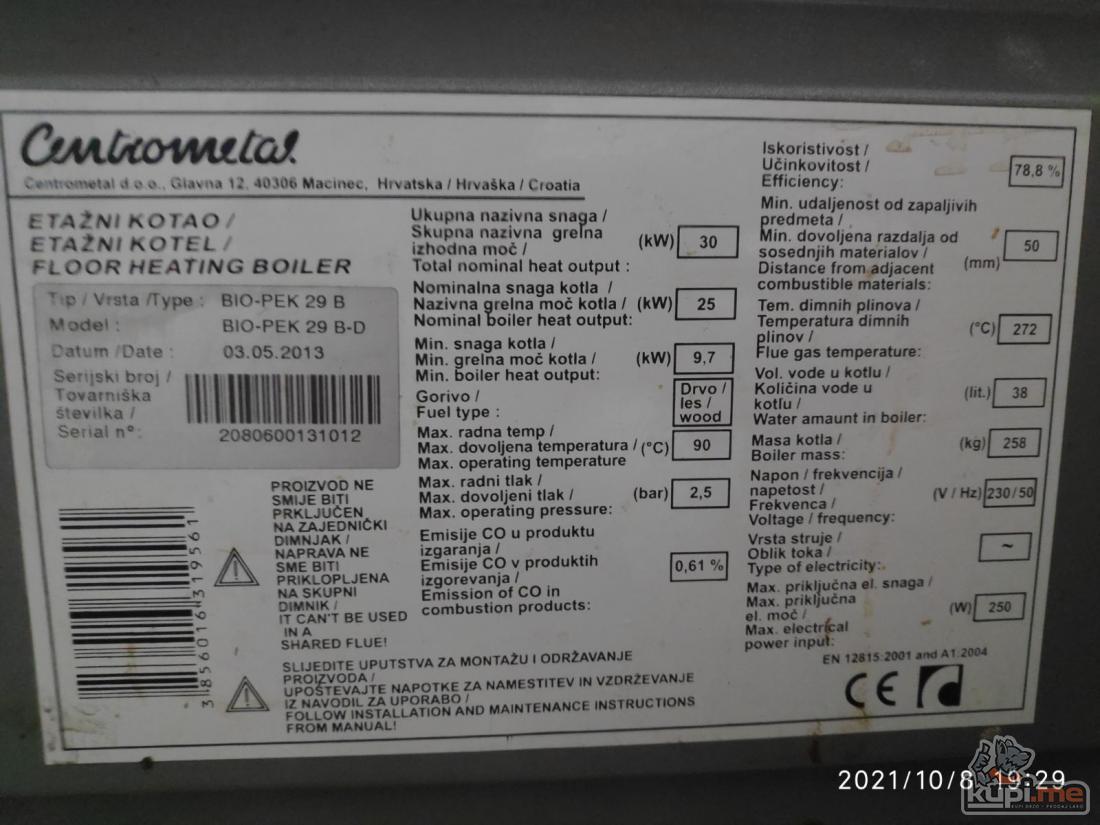 Centrometal
Centrometal d.o.o., Glavna 12, 40306 Macinec, Hrvatska / Hrvaška / Croatia
ETAŽNI KOTAO /
ETAŽNI KOTEL /
FLOOR HEATING BOILER
Tip / Vrsta /Type : BIO-PEK 29 B
Model : BIO-PEK 29 B-D
Datum /Date : 03.05.2013
Serijski broj /
Tovarniška
številka /
Serial n°: 2080600131012
3856016319561
PROIZVOD NE
SMIJE BITI
PRKLJUČEN
NA ZAJEDNIČKI
DIMNJAK /
NAPRAVA NE
SME BITI
PRIKLOPLJENA
NA SKUPNI
DIMNIK /
IT CAN'T BE USED
IN A
SHARED FLUE!
SLIJEDITE UPUTSTVA ZA MONTAŽU I ODRŽAVANJE
PROIZVODA /
UPOŠTEVAJTE NAPOTKE ZA NAMESTITEV IN VZDRŽEVANJE
IZ NAVODIL ZA UPORABO /
FOLLOW INSTALLATION AND MAINTENANCE INSTRUCTIONS
FROM MANUAL!
Ukupna nazivna snaga /
Skupna nazivna grelna
izhodna moč / (kW) 30
Total nominal heat output :
Nominalna snaga kotla /
Nazivna grelna moč kotla / (kW) 25
Nominal boiler heat output:
Min. snaga kotla /
Min. grelna moč kotla / (kW) 9,7
Min. boiler heat output:
Gorivo /
Fuel type :
Drvo /
les /
wood
Max. radna temp /
Max. dovoljena temperatura / (°C) 90
Max. operating temperature
Max. radni tlak /
Max. dovoljeni tlak / (bar) 2,5
Max. operating pressure:
Emisije CO u produktu
izgaranja /
Emisije CO v produktih
izgorevanja / 0,61 %
Emission of CO in
combustion products:
Iskoristivost /
Učinkovitost / 78,8 %
Efficiency:
Min. udaljenost od zapaljivih
predmeta /
Min. dovoljena razdalja od
sosednjih materialov / (mm) 50
Distance from adjacent
combustible materials:
Tem. dimnih plinova /
Temperatura dimnih (°C) 272
plinov /
Flue gas temperature:
Vol. vode u kotlu /
Količina vode u (lit.) 38
kotlu /
Water amaunt in boiler:
Masa kotla / (kg) 258
Boiler mass:
Napon / frekvencija /
napetost / (V / Hz) 230/50
Frekvenca /
Voltage / frequency:
Vrsta struje /
Oblik toka / ~
Type of electricity:
Max. priključna el. snaga /
Max. priključna
el. moč / (W) 250
Max. electrical
power input:
EN 12815:2001 and A1:2004
CE
2021/10/8 19:29
kupi.me
KUPI BRZO - PRODAJ LAKO